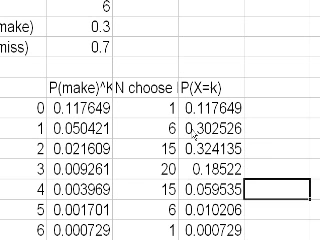 6
make) 0.3
miss) 0.7
P(make)^K N choose P(X=k)
0 0.117649 1 0.117649
1 0.050421 6 0.302526
2 0.021609 15 0.324135
3 0.009261 20 0.18522
4 0.003969 15 0.059535
5 0.001701 6 0.010206
6 0.000729 1 0.000729